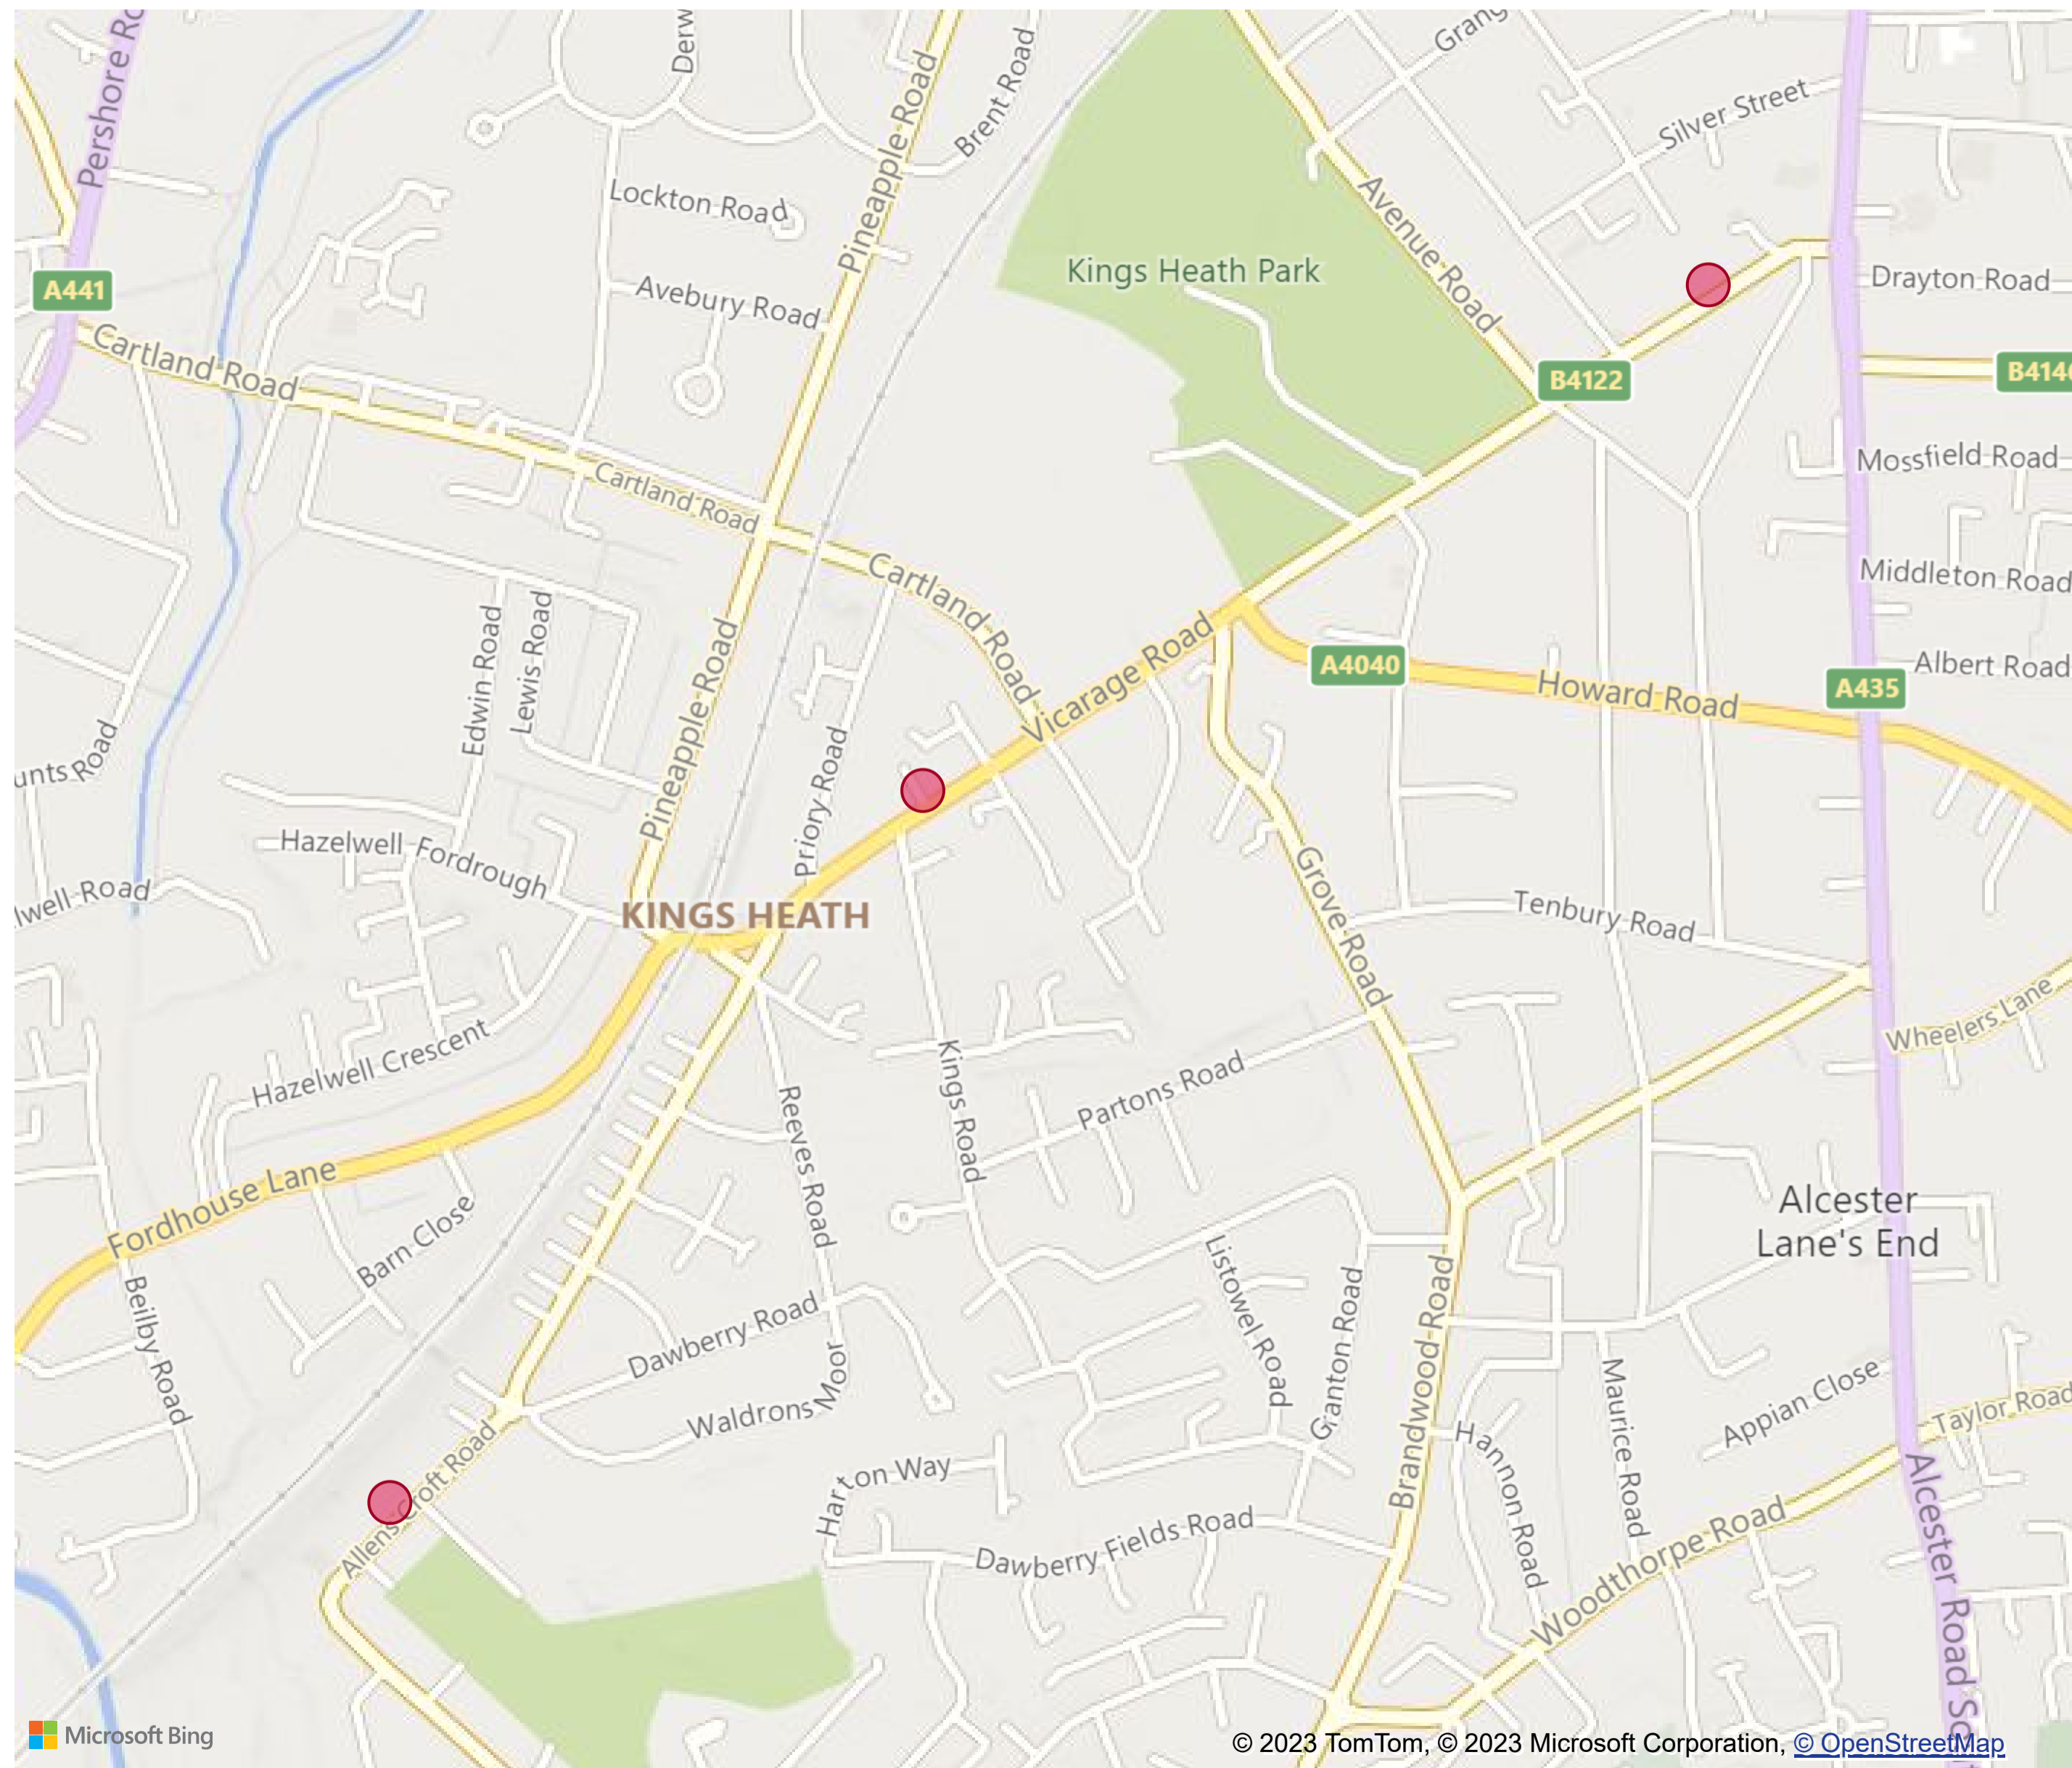 Pershore
Derw
Pineapple Road
Brent Road
Grang
Silver Street
Lockton Road
Avenue Road
Kings Heath Park
Drayton Road
A441
Avebury Road
Cartland Road
B4122
Mossfield Road
Cartland Road
Cartland Road
Middleton Road
Edwin Road
Lewis Road
Pineapple Road
Vicarage Road
A4040
Howard Road
A435
Albert Road
Road
Priory Road
Hazelwell Fordrough
Grove Road
Road
KINGS HEATH
Tenbury Road
Wheelers Lane
Hazelwell Crescent
Kings Road
Partons Road
Reeves Road
Fordhouse Lane
Barn Close
Alcester
Lane's End
Beilby Road
Dawberry Road
Listowel Road
Granton Road
Brandwood Road
Waldrons Moor
Maurice Road
Appian Close
Taylor Road
Allens Croft Road
Harton Way
Hannon Road
Dawberry Fields Road
Woodthorpe Road
Alcester Road
Microsoft Bing
© 2023 TomTom, © 2023 Microsoft Corporation, © OpenStreetMap